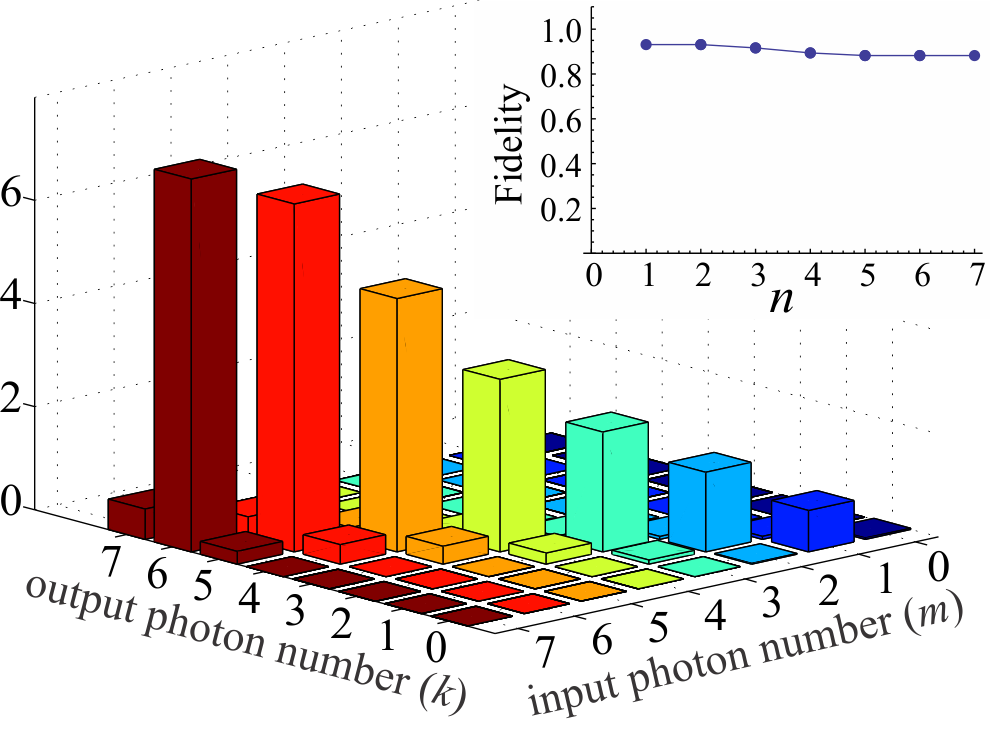 1.0
0.8
0.6
0.4
0.2
Fidelity
0 1 2 3 4 5 6 7
n
6
4
2
0
7 6 5 4 3 2 1 0
output photon number (k)
7 6 5 4 3 2 1 0
input photon number (m)